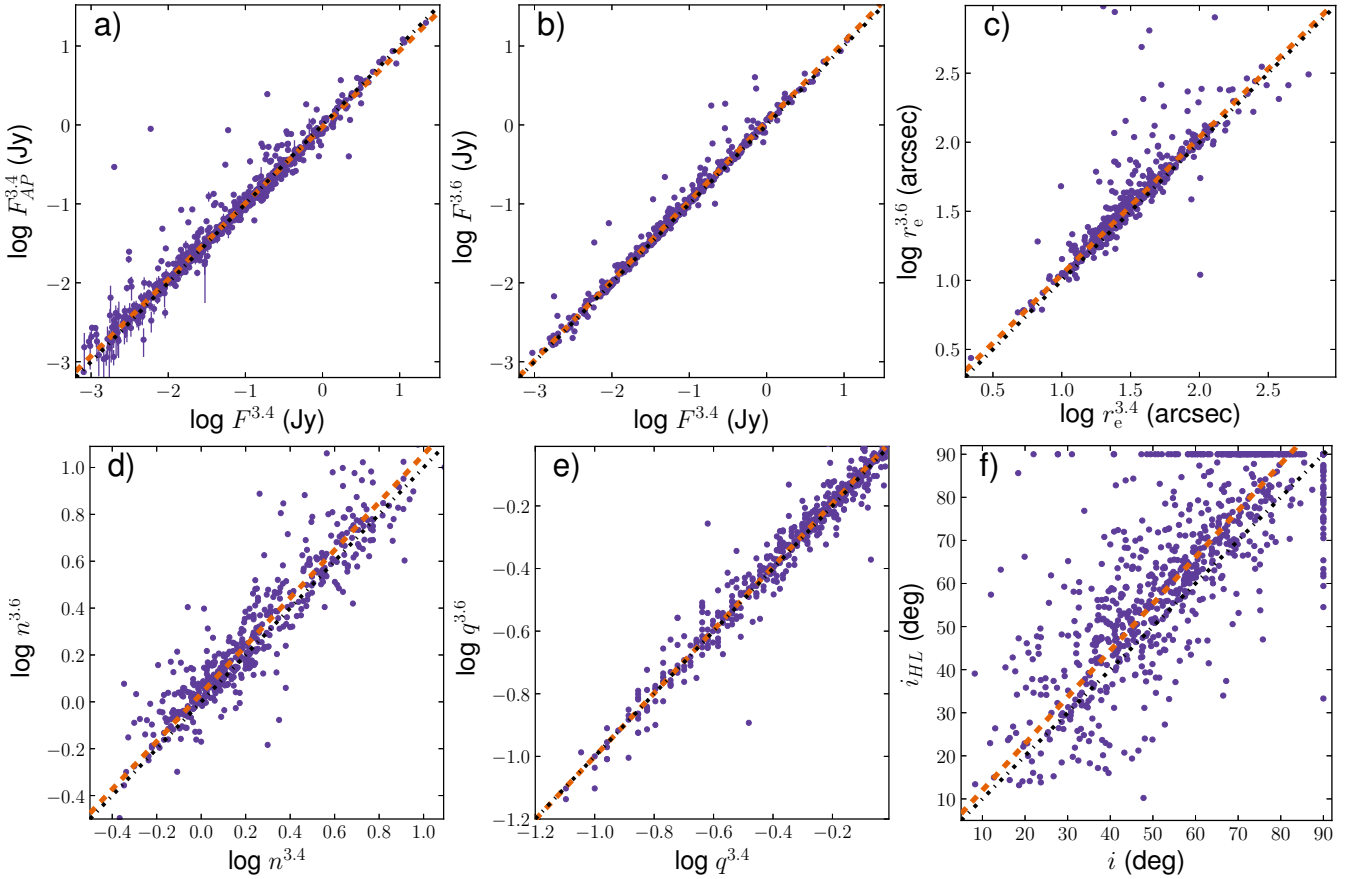 a)
log F_{AP}^{3.4} (Jy)
1
0
−1
−2
−3
−3 −2 −1 0 1
log F^{3.4} (Jy)
b)
log F^{3.6} (Jy)
1
0
−1
−2
−3
−3 −2 −1 0 1
log F^{3.4} (Jy)
c)
log r_e^{3.6} (arcsec)
2.5
2.0
1.5
1.0
0.5
0.5 1.0 1.5 2.0 2.5
log r_e^{3.4} (arcsec)
d)
log n^{3.6}
1.0
0.8
0.6
0.4
0.2
0.0
−0.2
−0.4
−0.4 −0.2 0.0 0.2 0.4 0.6 0.8 1.0
log n^{3.4}
e)
log q^{3.6}
−0.2
−0.4
−0.6
−0.8
−1.0
−1.2
−1.2 −1.0 −0.8 −0.6 −0.4 −0.2
log q^{3.4}
f)
i_{HL} (deg)
90
80
70
60
50
40
30
20
10
10 20 30 40 50 60 70 80 90
i (deg)